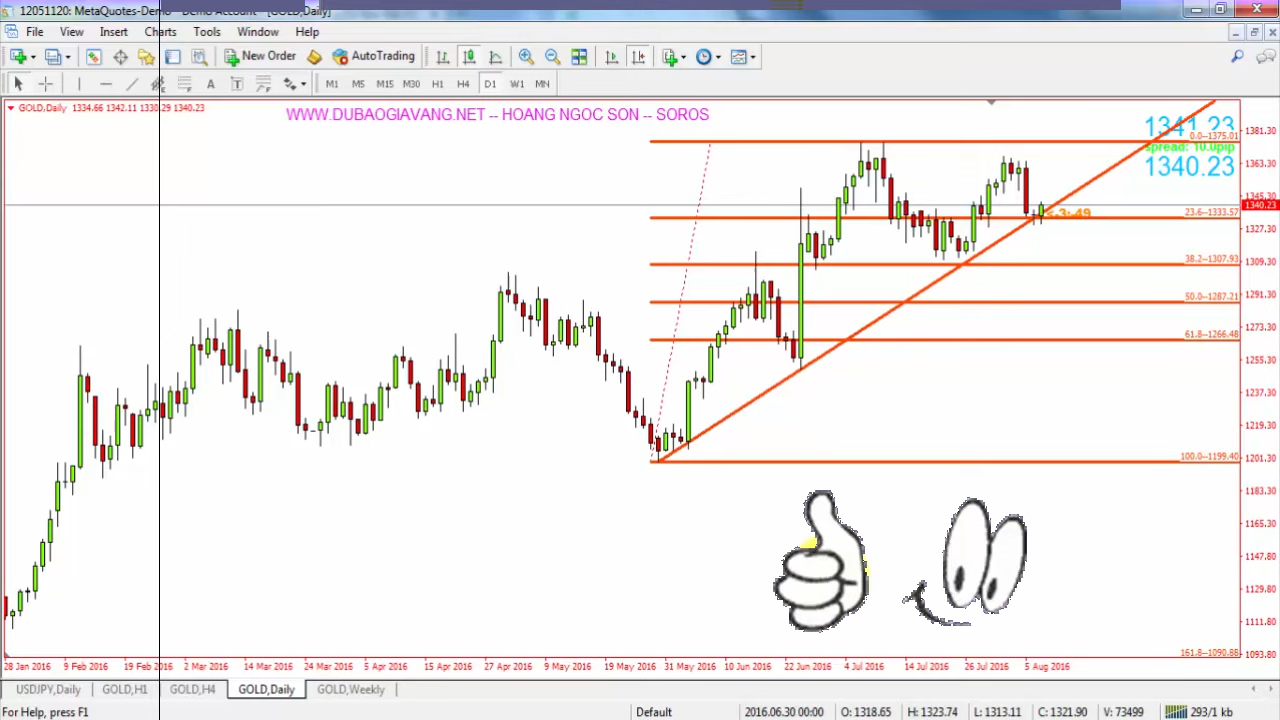 12051120: MetaQuotes-Demo - Demo Account - [GOLD,Daily]
File View Insert Charts Tools Window Help
New Order AutoTrading
A T M1 M5 M15 M30 H1 H4 D1 W1 MN
GOLD,Daily 1334.66 1342.11 1330.29 1340.23
WWW.DUBAOGIAVANG.NET -- HOANG NGOC SON -- SOROS
1341.23
1381.30
0.0--1375.01
spread: 10.0pip
1340.23
1363.30
1345.30
1340.23
<-3:49
23.6--1333.57
1327.30
38.2--1307.93
1309.30
50.0--1287.21
1291.30
1273.30
61.8--1266.48
1255.30
1237.30
1219.30
100.0--1199.40
1201.30
1183.30
1165.30
1147.80
1129.80
1111.80
161.8--1090.88
1093.80
28 Jan 2016 9 Feb 2016 19 Feb 2016 2 Mar 2016 14 Mar 2016 24 Mar 2016 5 Apr 2016 15 Apr 2016 27 Apr 2016 9 May 2016 19 May 2016 31 May 2016 10 Jun 2016 22 Jun 2016 4 Jul 2016 14 Jul 2016 26 Jul 2016 5 Aug 2016
USDJPY,Daily GOLD,H1 GOLD,H4 GOLD,Daily GOLD,Weekly
For Help, press F1 Default 2016.06.30 00:00 O: 1318.65 H: 1323.74 L: 1313.11 C: 1321.90 V: 73499 293/1 kb